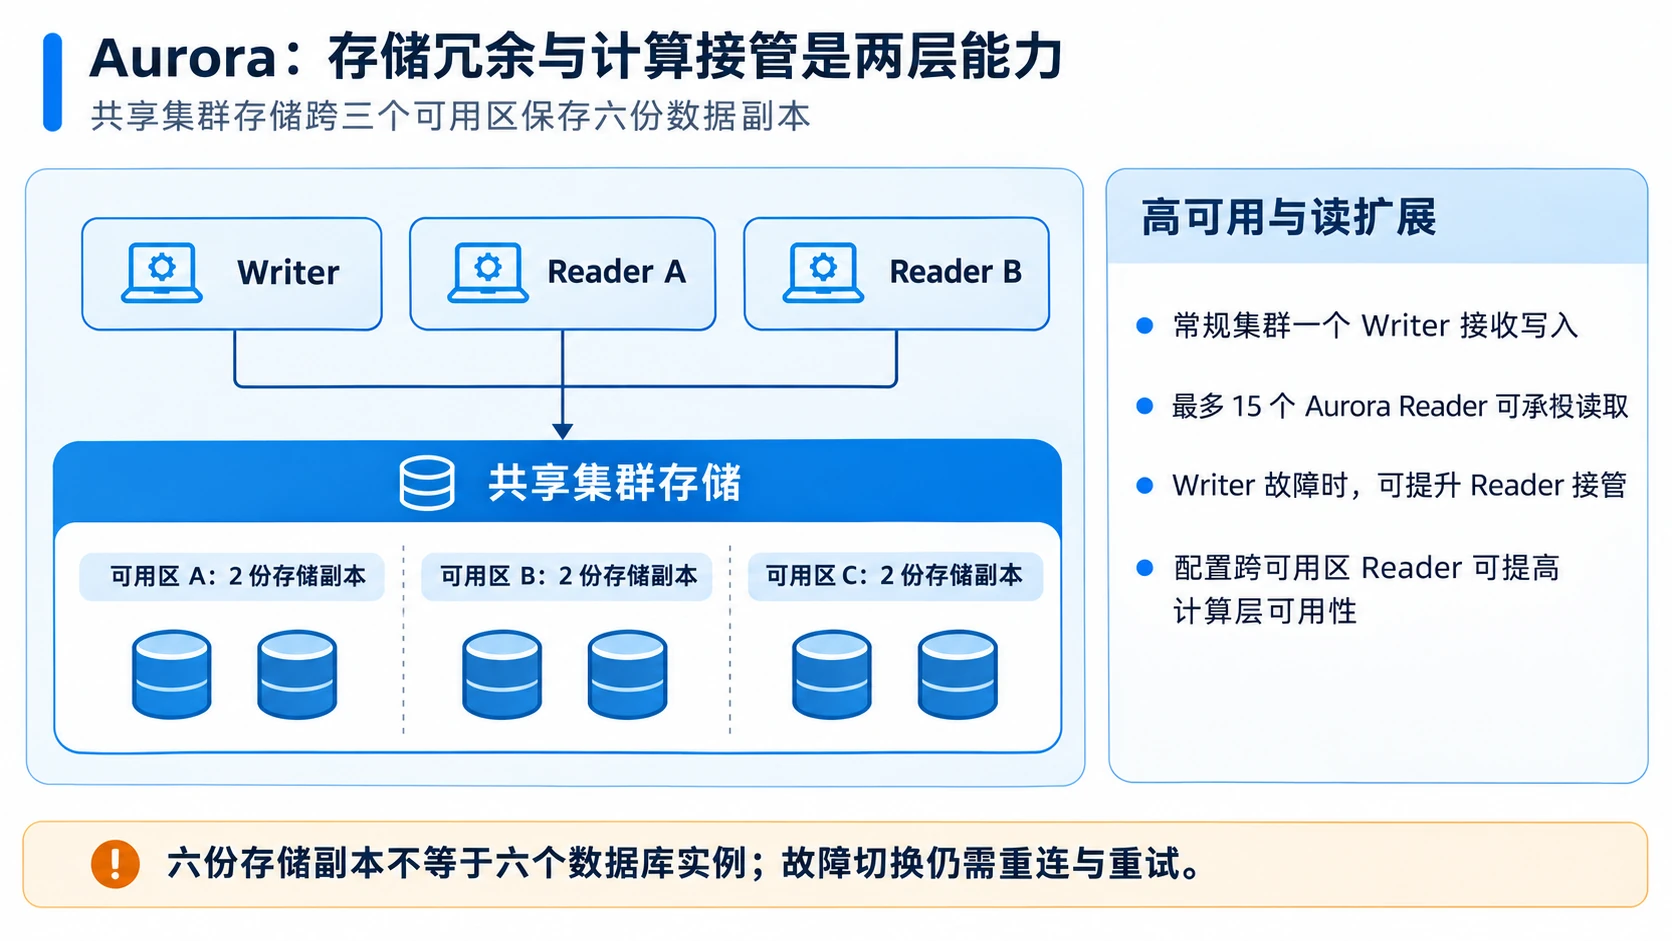 Aurora：存储冗余与计算接管是两层能力
共享集群存储跨三个可用区保存六份数据副本
Writer
Reader A
Reader B
共享集群存储
可用区 A：2 份存储副本
可用区 B：2 份存储副本
可用区 C：2 份存储副本
高可用与读扩展
常规集群一个 Writer 接收写入
最多 15 个 Aurora Reader 可承投读取
Writer 故障时，可提升 Reader 接管
配置跨可用区 Reader 可提高
计算层可用性
六份存储副本不等于六个数据库实例；故障切换仍需重连与重试。